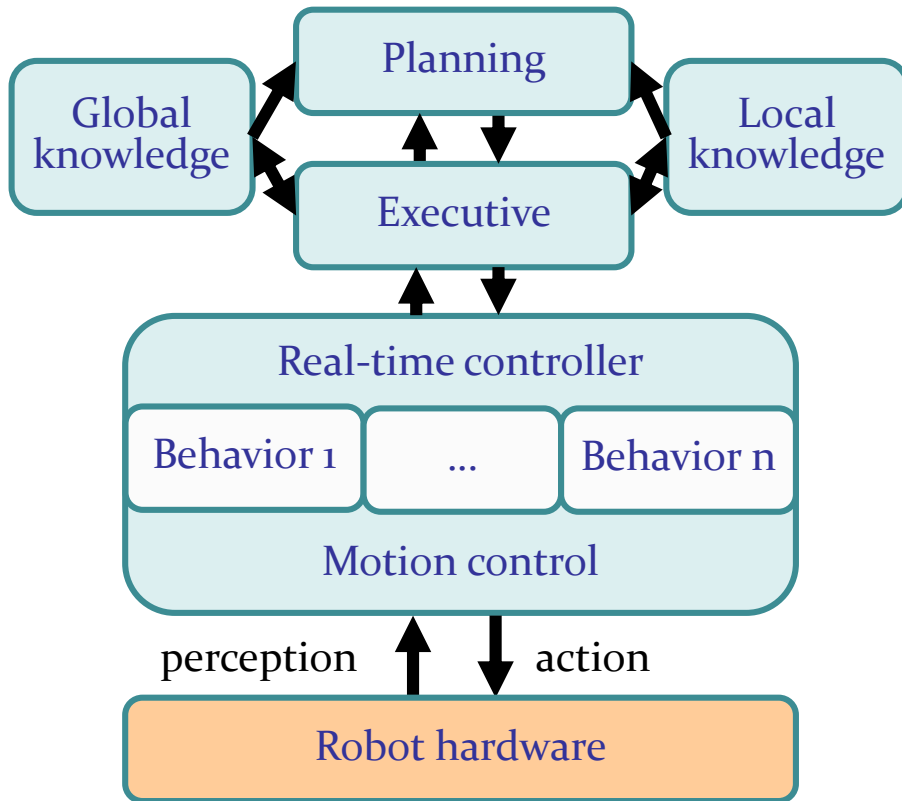 Planning
Global
knowledge
Local
knowledge
Executive
Real-time controller
Behavior 1
...
Behavior n
Motion control
perception
action
Robot hardware